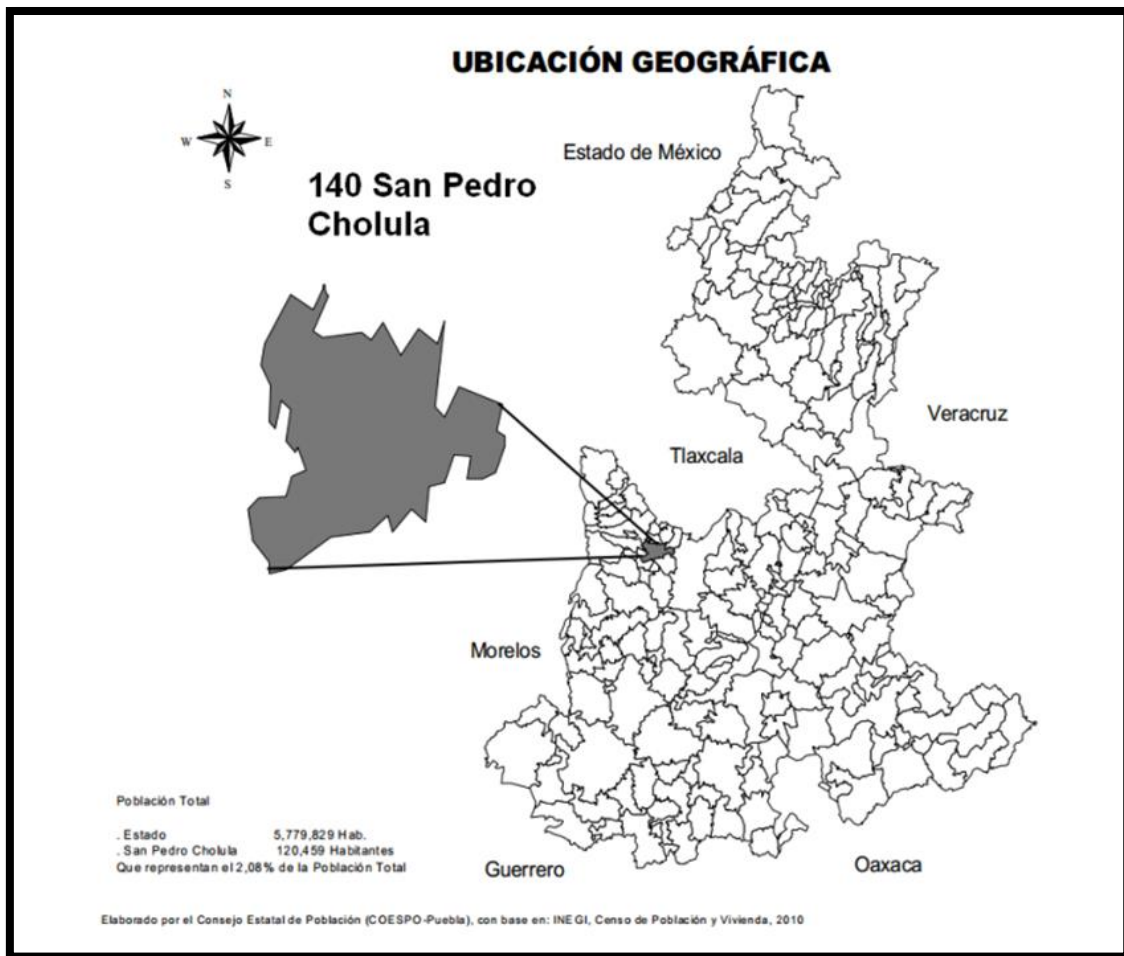 UBICACIÓN GEOGRÁFICA
N
W
E
S
Estado de México
140 San Pedro
Cholula
Veracruz
Tlaxcala
Morelos
Población Total
. Estado 5,779,829 Hab.
. San Pedro Cholula 120,459 Habitantes
Que representan el 2,08% de la Población Total
Guerrero
Oaxaca
Elaborado por el Consejo Estatal de Población (COESPO-Puebla), con base en: INEGI, Censo de Población y Vivienda, 2010